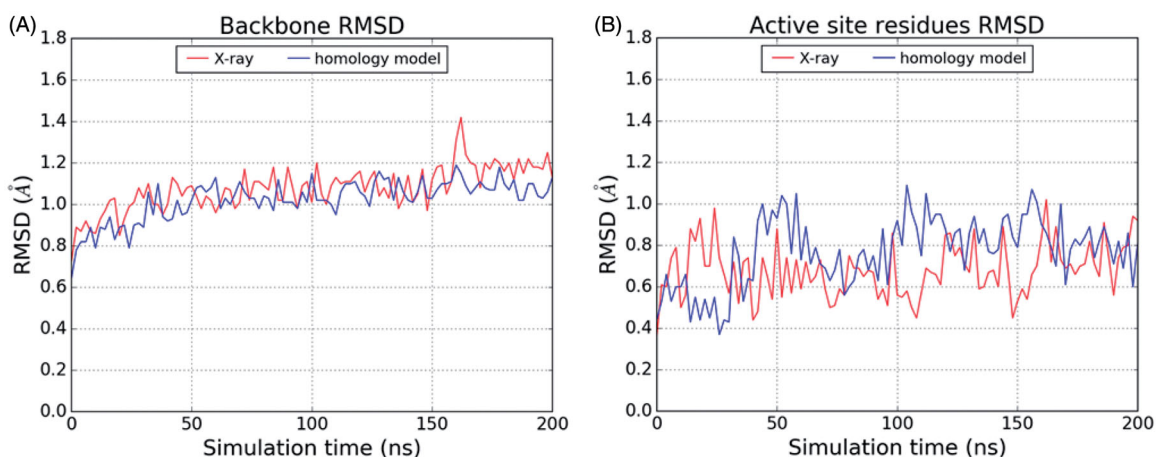 (A)
Backbone RMSD
X-ray
homology model
1.8
1.6
1.4
1.2
1.0
0.8
0.6
0.4
0.2
0.0
RMSD (Å)
0
50
100
150
200
Simulation time (ns)
(B)
Active site residues RMSD
X-ray
homology model
1.8
1.6
1.4
1.2
1.0
0.8
0.6
0.4
0.2
0.0
RMSD (Å)
0
50
100
150
200
Simulation time (ns)